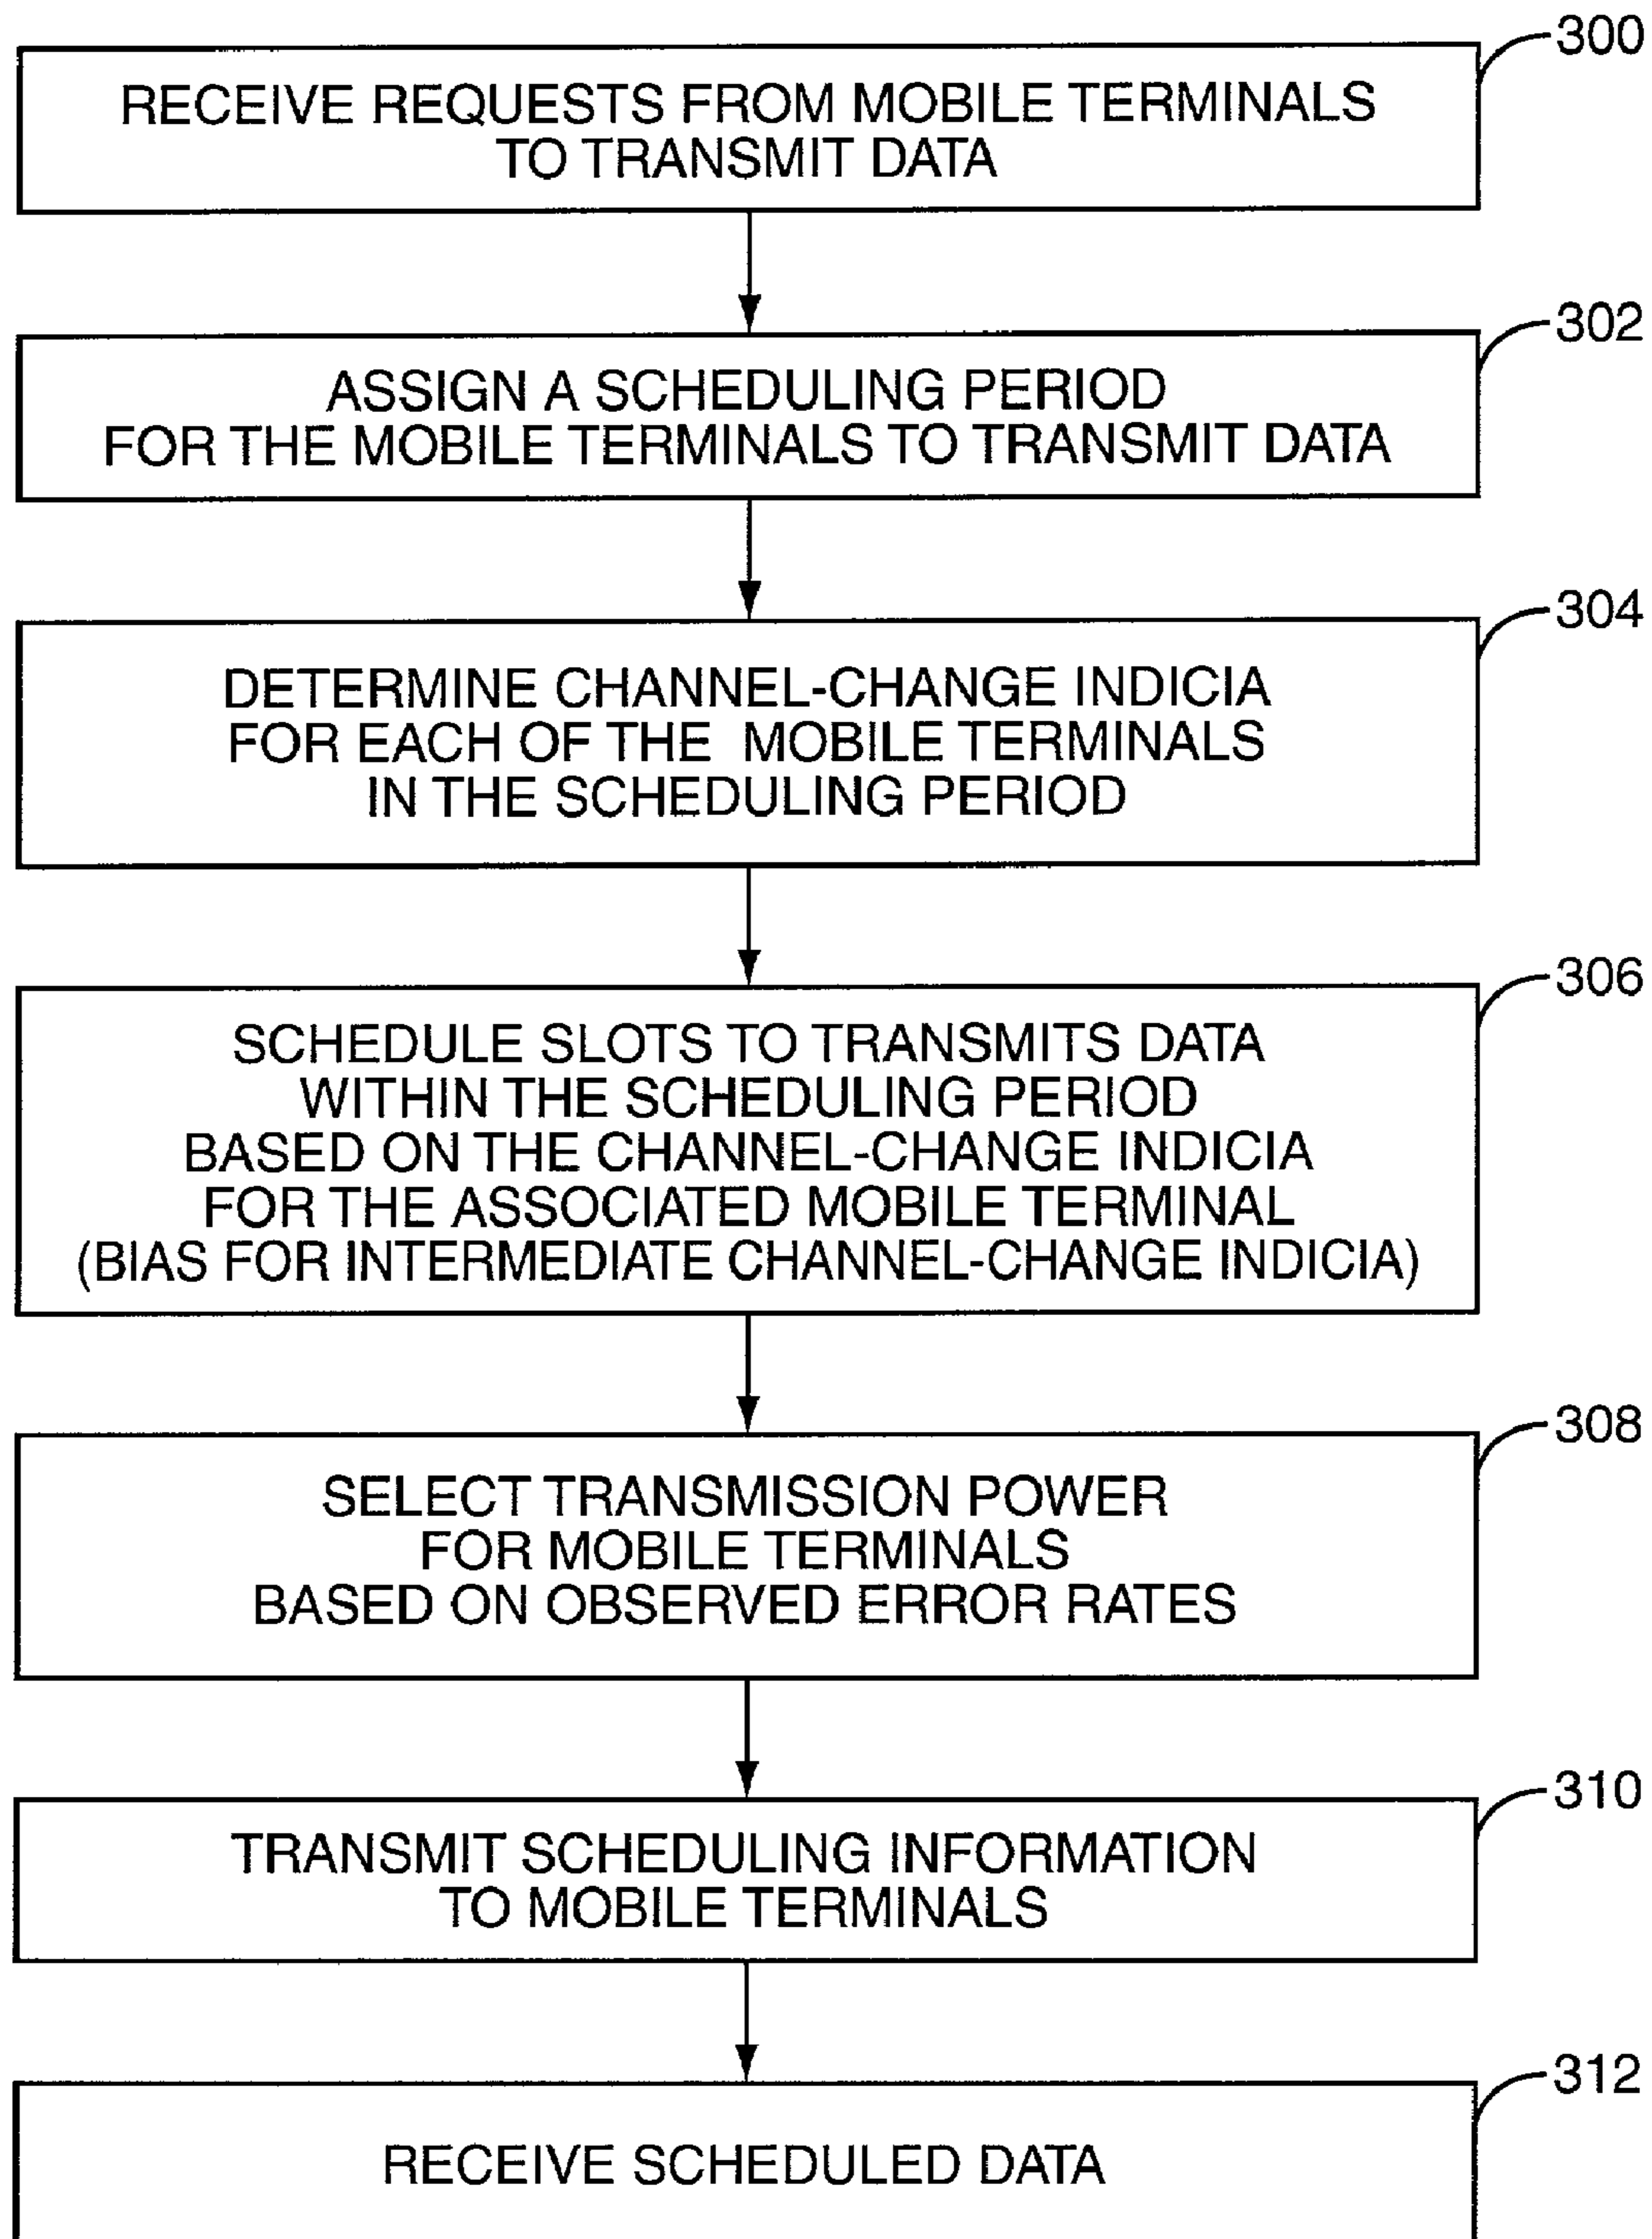 300
RECEIVE REQUESTS FROM MOBILE TERMINALS
TO TRANSMIT DATA
302
ASSIGN A SCHEDULING PERIOD
FOR THE MOBILE TERMINALS TO TRANSMIT DATA
304
DETERMINE CHANNEL-CHANGE INDICIA
FOR EACH OF THE MOBILE TERMINALS
IN THE SCHEDULING PERIOD
306
SCHEDULE SLOTS TO TRANSMITS DATA
WITHIN THE SCHEDULING PERIOD
BASED ON THE CHANNEL-CHANGE INDICIA
FOR THE ASSOCIATED MOBILE TERMINAL
(BIAS FOR INTERMEDIATE CHANNEL-CHANGE INDICIA)
308
SELECT TRANSMISSION POWER
FOR MOBILE TERMINALS
BASED ON OBSERVED ERROR RATES
310
TRANSMIT SCHEDULING INFORMATION
TO MOBILE TERMINALS
312
RECEIVE SCHEDULED DATA